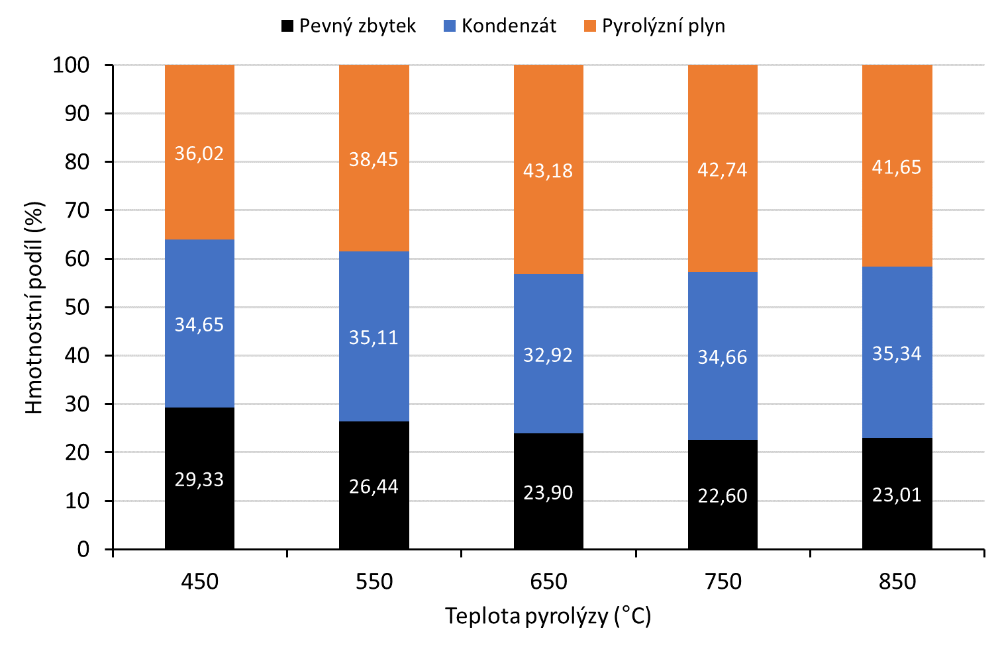 Pevný zbytek Kondenzát Pyrolýzní plyn
Hmotnostní podíl (%)
100
90
80
70
60
50
40
30
20
10
0
36,02 38,45 43,18 42,74 41,65
34,65 35,11 32,92 34,66 35,34
29,33 26,44 23,90 22,60 23,01
450 550 650 750 850
Teplota pyrolýzy (°C)